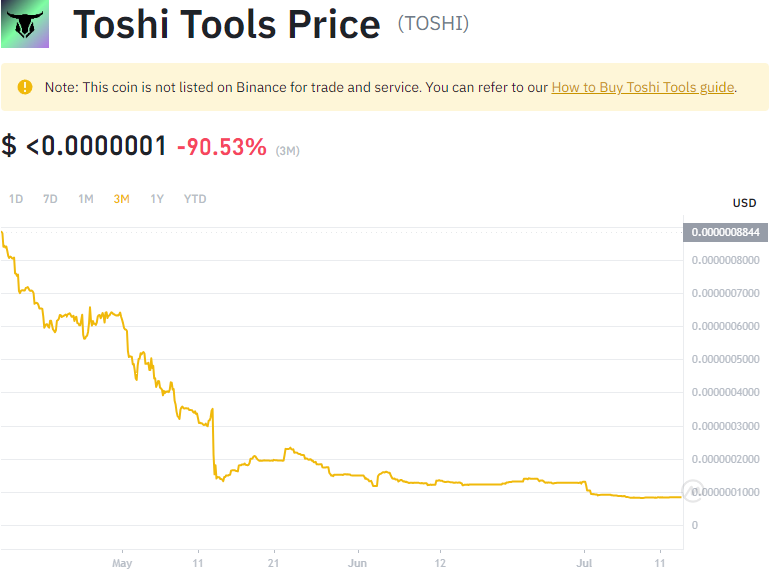 Toshi Tools Price (TOSHI)
Note: This coin is not listed on Binance for trade and service. You can refer to our How to Buy Toshi Tools guide.
$ <0.0000001 -90.53% (3M)
1D 7D 1M 3M 1Y YTD
USD
0.0000008844
0.0000008000
0.0000007000
0.0000006000
0.0000005000
0.0000004000
0.0000003000
0.0000002000
0.0000001000
0
May 11 21 Jun 12 Jul 11